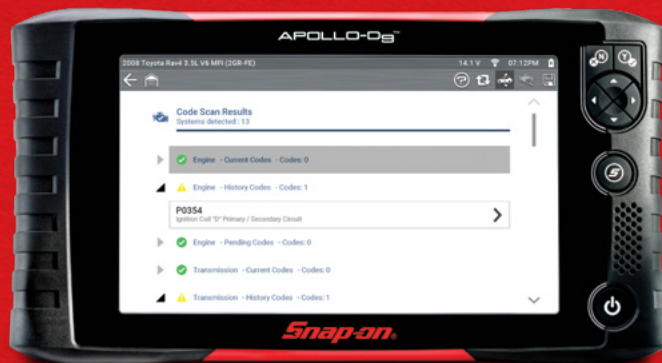 APOLLO-D9™
2008 Toyota Rav4 3.5L V6 MFI (2GR-FE) 14.1 V 07:12PM
Code Scan Results
Systems detected : 13
Engine - Current Codes - Codes: 0
Engine - History Codes - Codes: 1
P0354
Ignition Coil "D" Primary / Secondary Circuit
Engine - Pending Codes - Codes: 0
Transmission - Current Codes - Codes: 0
Transmission - History Codes - Codes: 1
Snap-on®
N Y
S